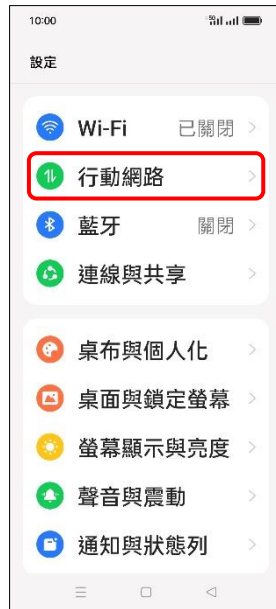 10:00 5G
設定
Wi-Fi 已關閉
行動網路
藍牙 關閉
連線與共享
桌布與個人化
桌面與鎖定螢幕
螢幕顯示與亮度
聲音與震動
通知與狀態列